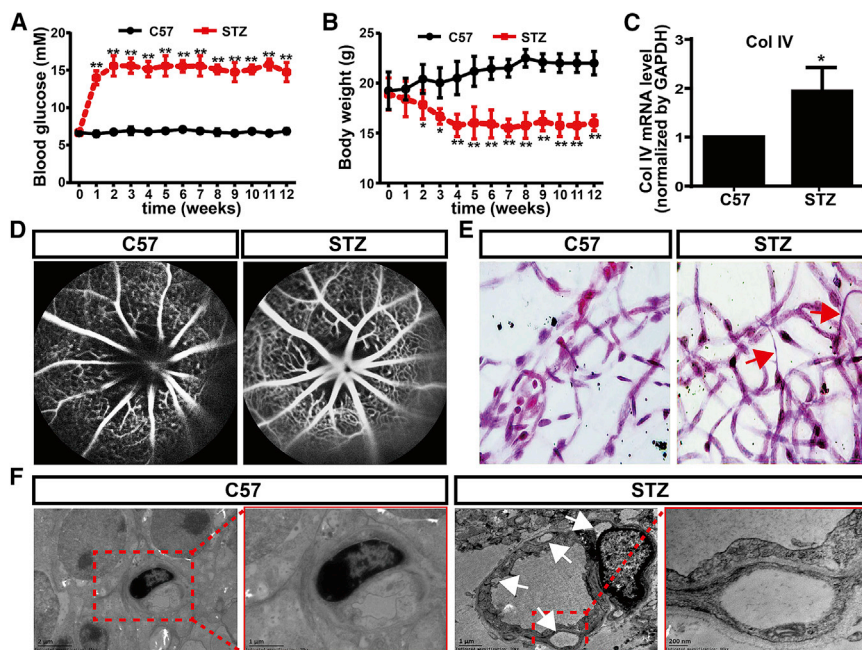 A
C57
STZ
Blood glucose (mM)
20
15
10
5
0
** ** ** ** ** ** ** ** ** ** ** **
0 1 2 3 4 5 6 7 8 9 10 11 12
time (weeks)
B
C57
STZ
Body weight (g)
25
20
15
10
* * ** ** ** ** ** ** ** ** **
0 1 2 3 4 5 6 7 8 9 10 11 12
time (weeks)
C
Col IV
Col IV mRNA level
(normalized by GAPDH)
3
2
1
0
*
C57 STZ
D
C57 STZ
E
C57 STZ
F
C57 STZ
2 μm
1 μm
1 μm
200 nm